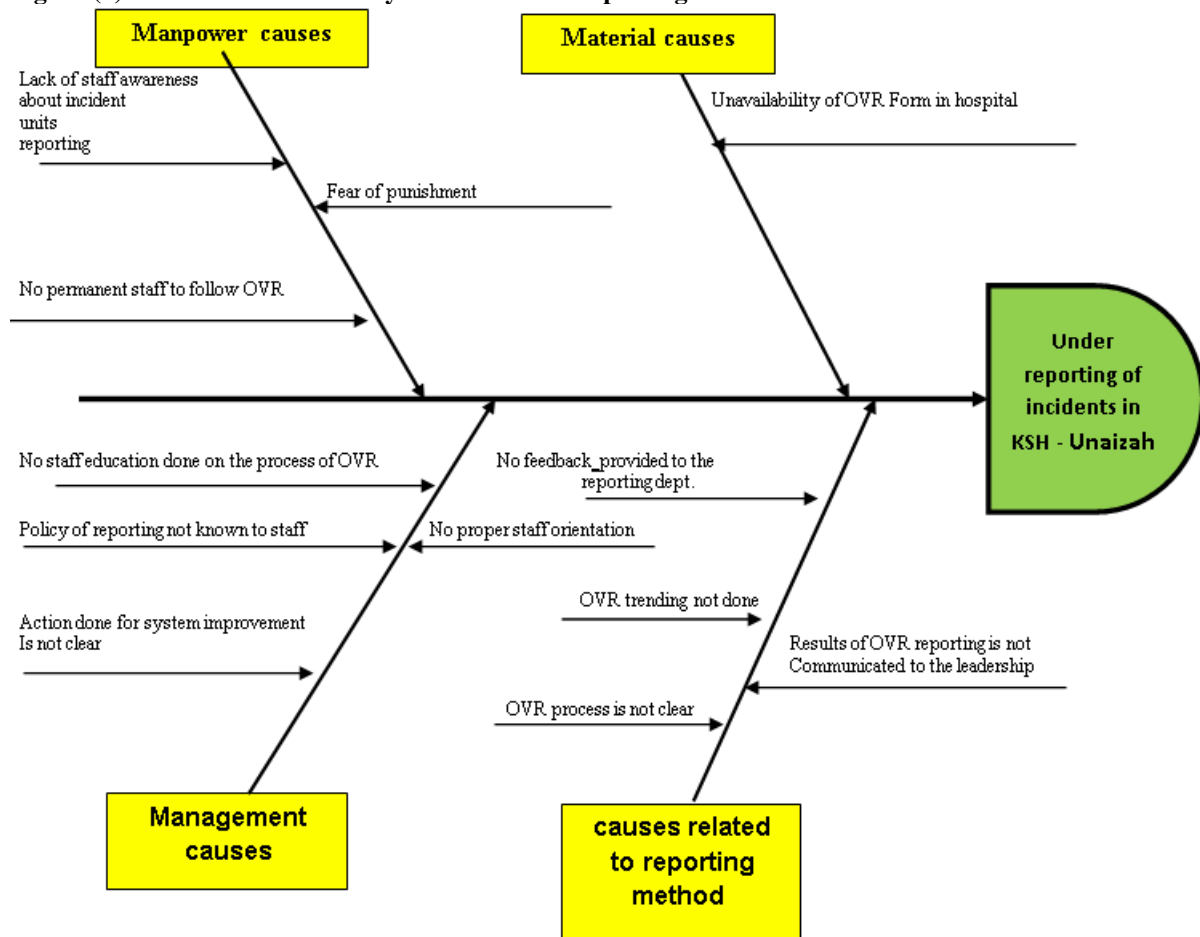 Manpower causes
Material causes
Lack of staff awareness
about incident
units
reporting
Unavailability of OVR Form in hospital
Fear of punishment
No permanent staff to follow OVR
Under
reporting of
incidents in
KSH - Unaizah
No staff education done on the process of OVR
No feedback_provided to the
reporting dept.
Policy of reporting not known to staff
No proper staff orientation
OVR trending not done
Action done for system improvement
Is not clear
Results of OVR reporting is not
Communicated to the leadership
OVR process is not clear
Management
causes
causes related
to reporting
method